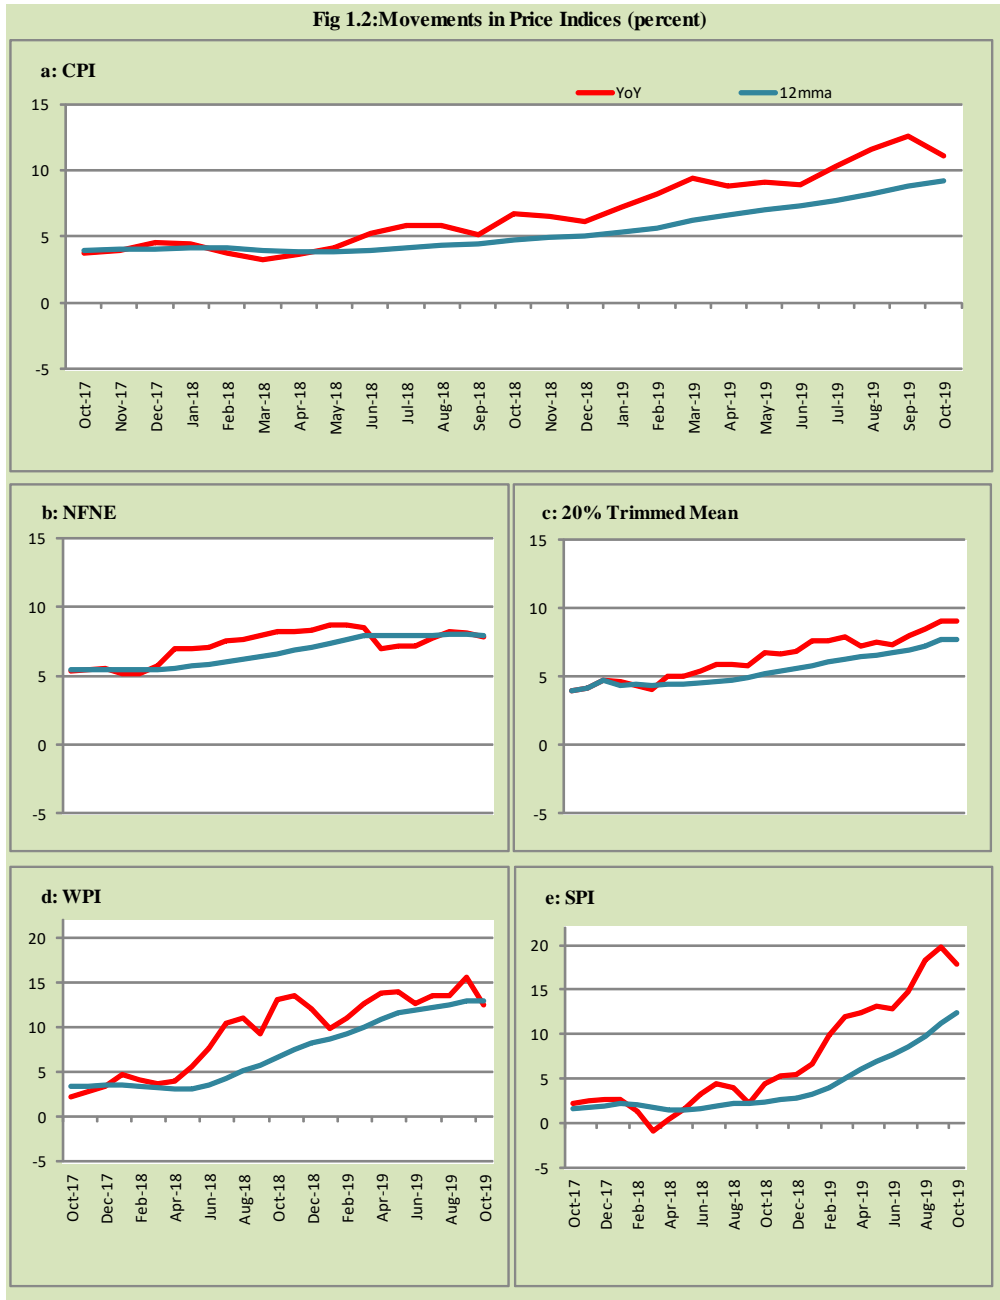 Fig 1.2:Movements in Price Indices (percent)
a: CPI
YoY 12mma
15
10
5
0
-5
Oct-17 Nov-17 Dec-17 Jan-18 Feb-18 Mar-18 Apr-18 May-18 Jun-18 Jul-18 Aug-18 Sep-18 Oct-18 Nov-18 Dec-18 Jan-19 Feb-19 Mar-19 Apr-19 May-19 Jun-19 Jul-19 Aug-19 Sep-19 Oct-19
b: NFNE
15
10
5
0
-5
c: 20% Trimmed Mean
15
10
5
0
-5
d: WPI
20
15
10
5
0
-5
Oct-17 Dec-17 Feb-18 Apr-18 Jun-18 Aug-18 Oct-18 Dec-18 Feb-19 Apr-19 Jun-19 Aug-19 Oct-19
e: SPI
20
15
10
5
0
-5
Oct-17 Dec-17 Feb-18 Apr-18 Jun-18 Aug-18 Oct-18 Dec-18 Feb-19 Apr-19 Jun-19 Aug-19 Oct-19